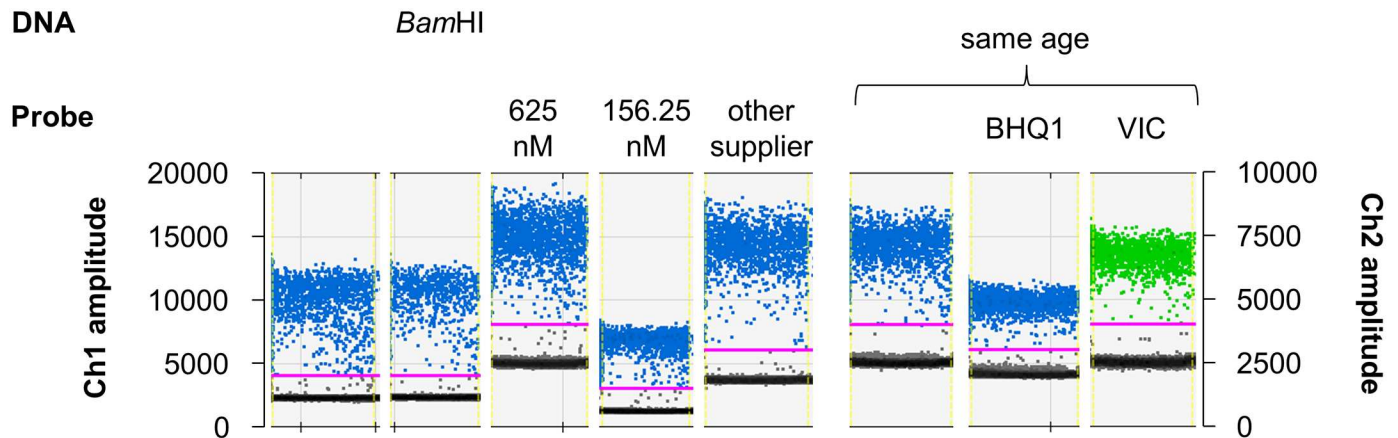 DNA
BamHI
same age
Probe
625
nM
156.25
nM
other
supplier
BHQ1
VIC
Ch1 amplitude
20000
15000
10000
5000
0
10000
7500
5000
2500
0
Ch2 amplitude